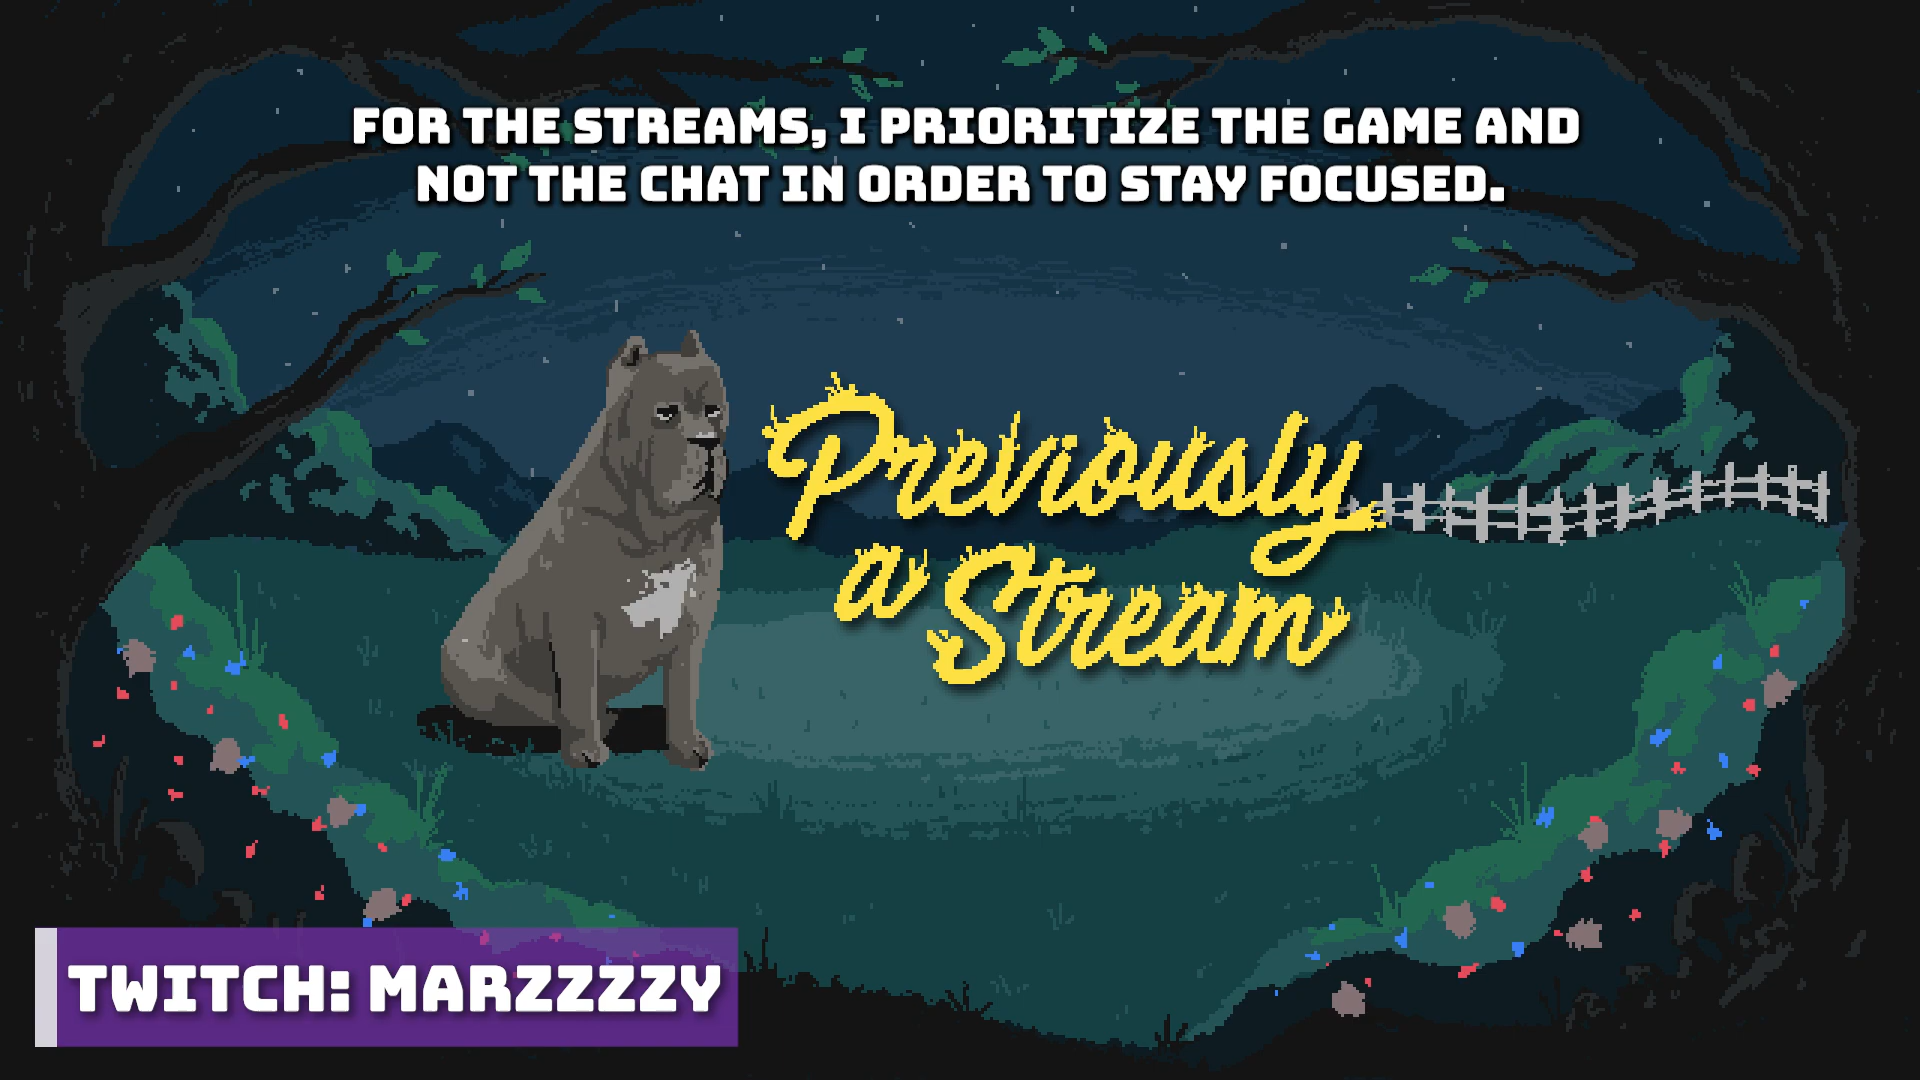 FOR THE STREAMS, I PRIORITIZE THE GAME AND
NOT THE CHAT IN ORDER TO STAY FOCUSED.
Previously
a Stream
TWITCH: MARZZZZY